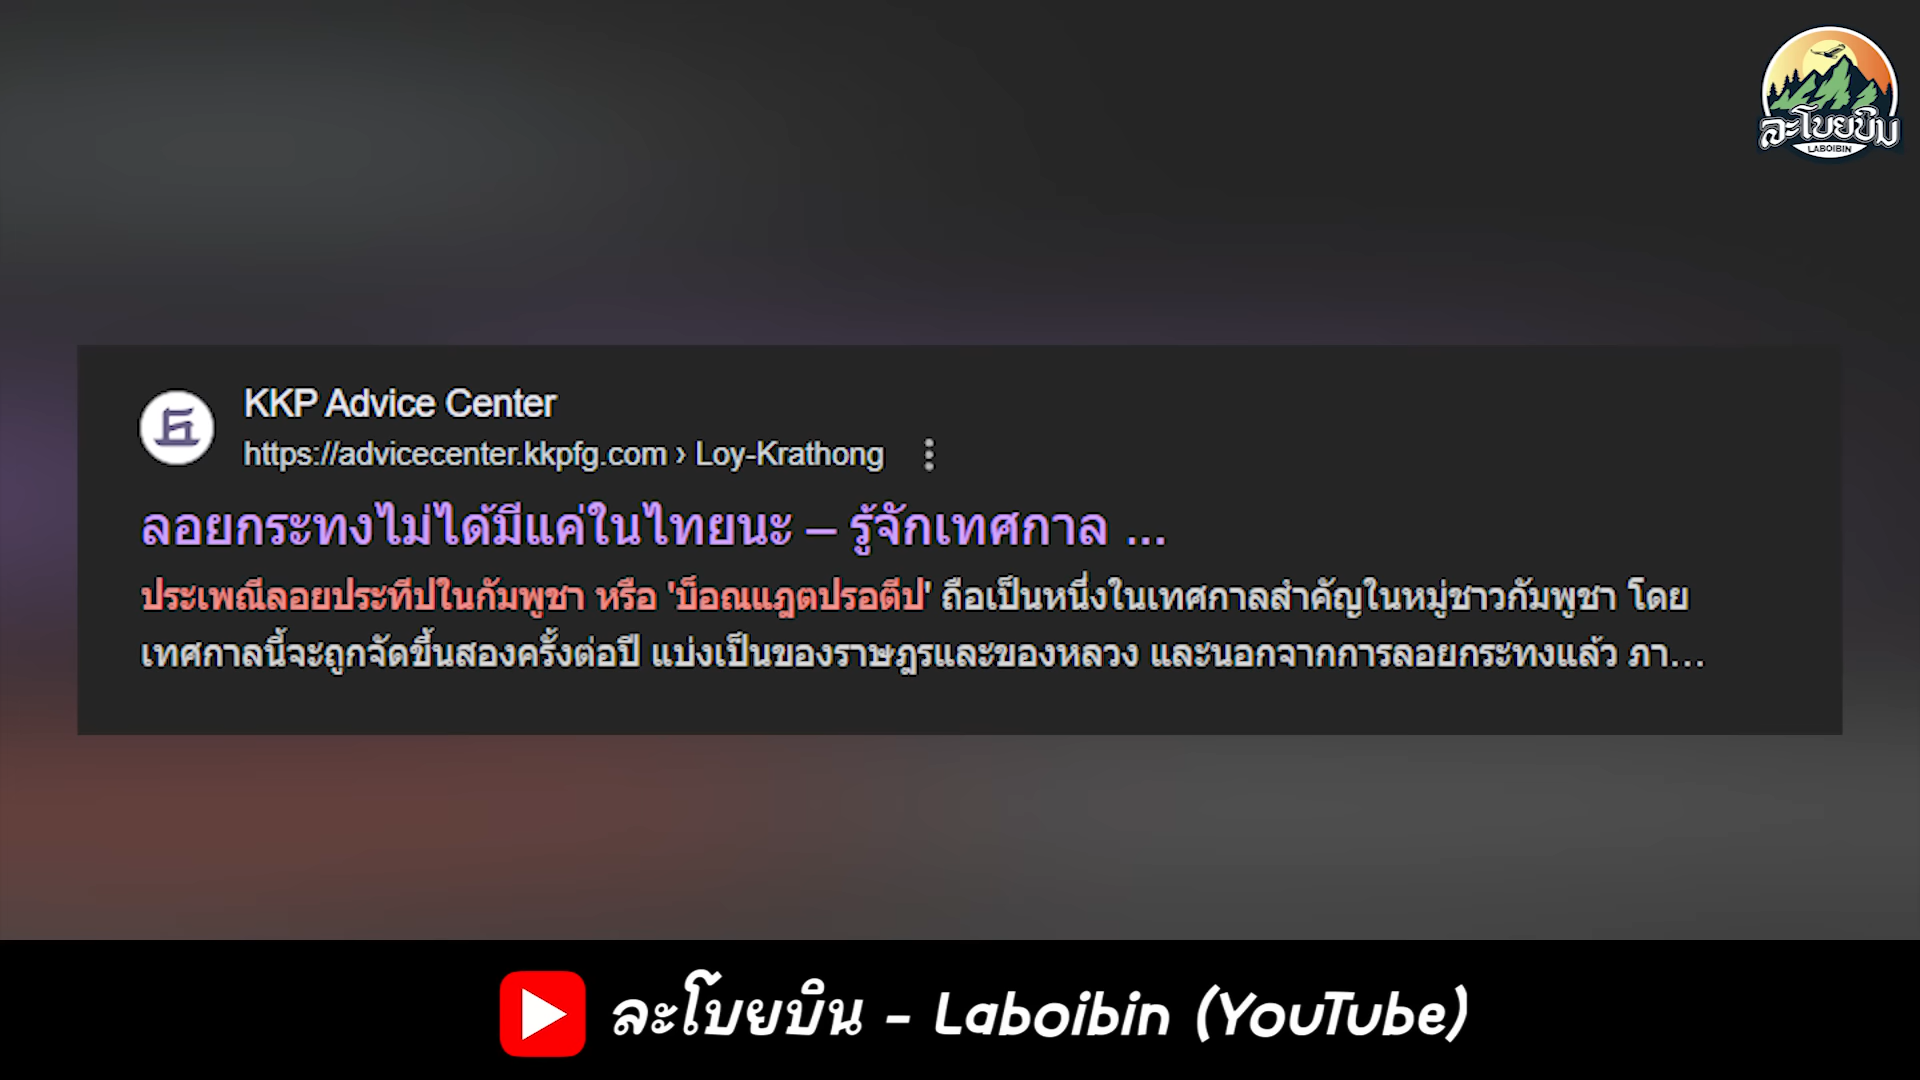 ละโบยบิน
LABOIBIN
KKP Advice Center
https://advicecenter.kkpfg.com › Loy-Krathong
ลอยกระทงไม่ได้มีแค่ในไทยนะ – รู้จักเทศกาล ...
ประเพณีลอยประทีปในกัมพูชา หรือ 'บ็อณแฎตปรอตีป' ถือเป็นหนึ่งในเทศกาลสำคัญในหมู่ชาวกัมพูชา โดย
เทศกาลนี้จะถูกจัดขึ้นสองครั้งต่อปี แบ่งเป็นของราษฎรและของหลวง และนอกจากการลอยกระทงแล้ว ภา...
ละโบยบิน - Laboibin (YouTube)